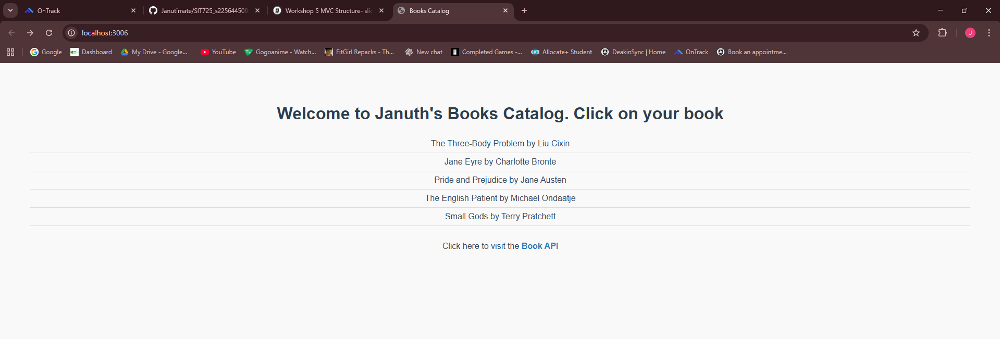 OnTrack
Janutimate/SIT725_s225644509
Workshop 5 MVC Structure- slid
Books Catalog
localhost:3006
J
Google
Dashboard
My Drive - Google...
YouTube
TV
Gogoanime - Watch...
FitGirl Repacks - Th...
New chat
Completed Games -...
Allocate+ Student
DeakinSync | Home
OnTrack
Book an appointme...
Welcome to Januth's Books Catalog. Click on your book
The Three-Body Problem by Liu Cixin
Jane Eyre by Charlotte Brontë
Pride and Prejudice by Jane Austen
The English Patient by Michael Ondaatje
Small Gods by Terry Pratchett
Click here to visit the Book API